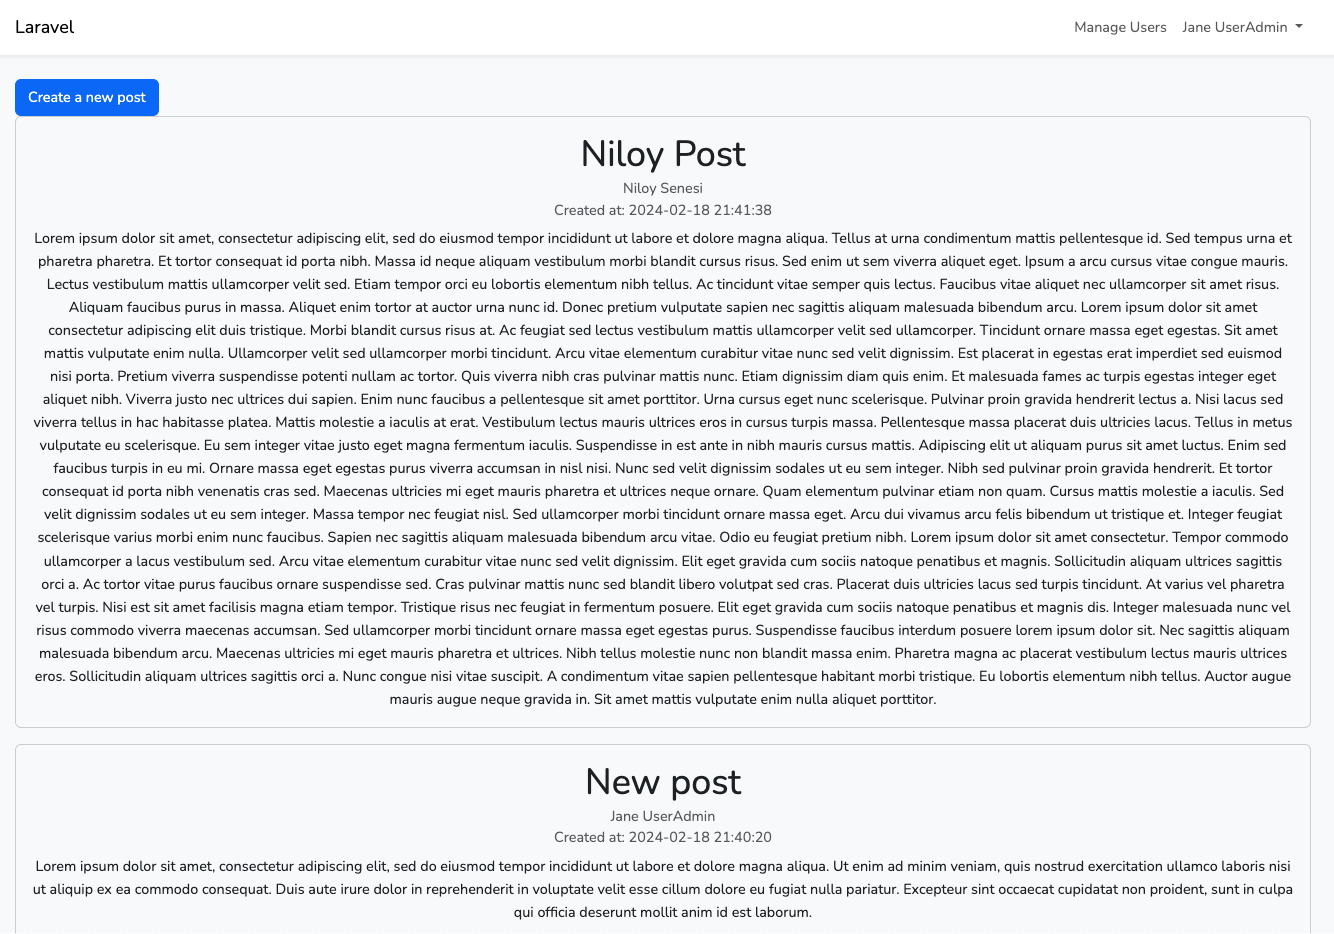 Laravel
Manage Users
Jane UserAdmin
Create a new post
Niloy Post
Niloy Senesi
Created at: 2024-02-18 21:41:38
Lorem ipsum dolor sit amet, consectetur adipiscing elit, sed do eiusmod tempor incididunt ut labore et dolore magna aliqua. Tellus at urna condimentum mattis pellentesque id. Sed tempus urna et
pharetra pharetra. Et tortor consequat id porta nibh. Massa id neque aliquam vestibulum morbi blandit cursus risus. Sed enim ut sem viverra aliquet eget. Ipsum a arcu cursus vitae congue mauris.
Lectus vestibulum mattis ullamcorper velit sed. Etiam tempor orci eu lobortis elementum nibh tellus. Ac tincidunt vitae semper quis lectus. Faucibus vitae aliquet nec ullamcorper sit amet risus.
Aliquam faucibus purus in massa. Aliquet enim tortor at auctor urna nunc id. Donec pretium vulputate sapien nec sagittis aliquam malesuada bibendum arcu. Lorem ipsum dolor sit amet
consectetur adipiscing elit duis tristique. Morbi blandit cursus risus at. Ac feugiat sed lectus vestibulum mattis ullamcorper velit sed ullamcorper. Tincidunt ornare massa eget egestas. Sit amet
mattis vulputate enim nulla. Ullamcorper velit sed ullamcorper morbi tincidunt. Arcu vitae elementum curabitur vitae nunc sed velit dignissim. Est placerat in egestas erat imperdiet sed euismod
nisi porta. Pretium viverra suspendisse potenti nullam ac tortor. Quis viverra nibh cras pulvinar mattis nunc. Etiam dignissim diam quis enim. Et malesuada fames ac turpis egestas integer eget
aliquet nibh. Viverra justo nec ultrices dui sapien. Enim nunc faucibus a pellentesque sit amet porttitor. Urna cursus eget nunc scelerisque. Pulvinar proin gravida hendrerit lectus a. Nisi lacus sed
viverra tellus in hac habitasse platea. Mattis molestie a iaculis at erat. Vestibulum lectus mauris ultrices eros in cursus turpis massa. Pellentesque massa placerat duis ultricies lacus. Tellus in metus
vulputate eu scelerisque. Eu sem integer vitae justo eget magna fermentum iaculis. Suspendisse in est ante in nibh mauris cursus mattis. Adipiscing elit ut aliquam purus sit amet luctus. Enim sed
faucibus turpis in eu mi. Ornare massa eget egestas purus viverra accumsan in nisl nisi. Nunc sed velit dignissim sodales ut eu sem integer. Nibh sed pulvinar proin gravida hendrerit. Et tortor
consequat id porta nibh venenatis cras sed. Maecenas ultricies mi eget mauris pharetra et ultrices neque ornare. Quam elementum pulvinar etiam non quam. Cursus mattis molestie a iaculis. Sed
velit dignissim sodales ut eu sem integer. Massa tempor nec feugiat nisl. Sed ullamcorper morbi tincidunt ornare massa eget. Arcu dui vivamus arcu felis bibendum ut tristique et. Integer feugiat
scelerisque varius morbi enim nunc faucibus. Sapien nec sagittis aliquam malesuada bibendum arcu vitae. Odio eu feugiat pretium nibh. Lorem ipsum dolor sit amet consectetur. Tempor commodo
ullamcorper a lacus vestibulum sed. Arcu vitae elementum curabitur vitae nunc sed velit dignissim. Elit eget gravida cum sociis natoque penatibus et magnis. Sollicitudin aliquam ultrices sagittis
orci a. Ac tortor vitae purus faucibus ornare suspendisse sed. Cras pulvinar mattis nunc sed blandit libero volutpat sed cras. Placerat duis ultricies lacus sed turpis tincidunt. At varius vel pharetra
vel turpis. Nisi est sit amet facilisis magna etiam tempor. Tristique risus nec feugiat in fermentum posuere. Elit eget gravida cum sociis natoque penatibus et magnis dis. Integer malesuada nunc vel
risus commodo viverra maecenas accumsan. Sed ullamcorper morbi tincidunt ornare massa eget egestas purus. Suspendisse faucibus interdum posuere lorem ipsum dolor sit. Nec sagittis aliquam
malesuada bibendum arcu. Maecenas ultricies mi eget mauris pharetra et ultrices. Nibh tellus molestie nunc non blandit massa enim. Pharetra magna ac placerat vestibulum lectus mauris ultrices
eros. Sollicitudin aliquam ultrices sagittis orci a. Nunc congue nisi vitae suscipit. A condimentum vitae sapien pellentesque habitant morbi tristique. Eu lobortis elementum nibh tellus. Auctor augue
mauris augue neque gravida in. Sit amet mattis vulputate enim nulla aliquet porttitor.
New post
Jane UserAdmin
Created at: 2024-02-18 21:40:20
Lorem ipsum dolor sit amet, consectetur adipiscing elit, sed do eiusmod tempor incididunt ut labore et dolore magna aliqua. Ut enim ad minim veniam, quis nostrud exercitation ullamco laboris nisi
ut aliquip ex ea commodo consequat. Duis aute irure dolor in reprehenderit in voluptate velit esse cillum dolore eu fugiat nulla pariatur. Excepteur sint occaecat cupidatat non proident, sunt in culpa
qui officia deserunt mollit anim id est laborum.